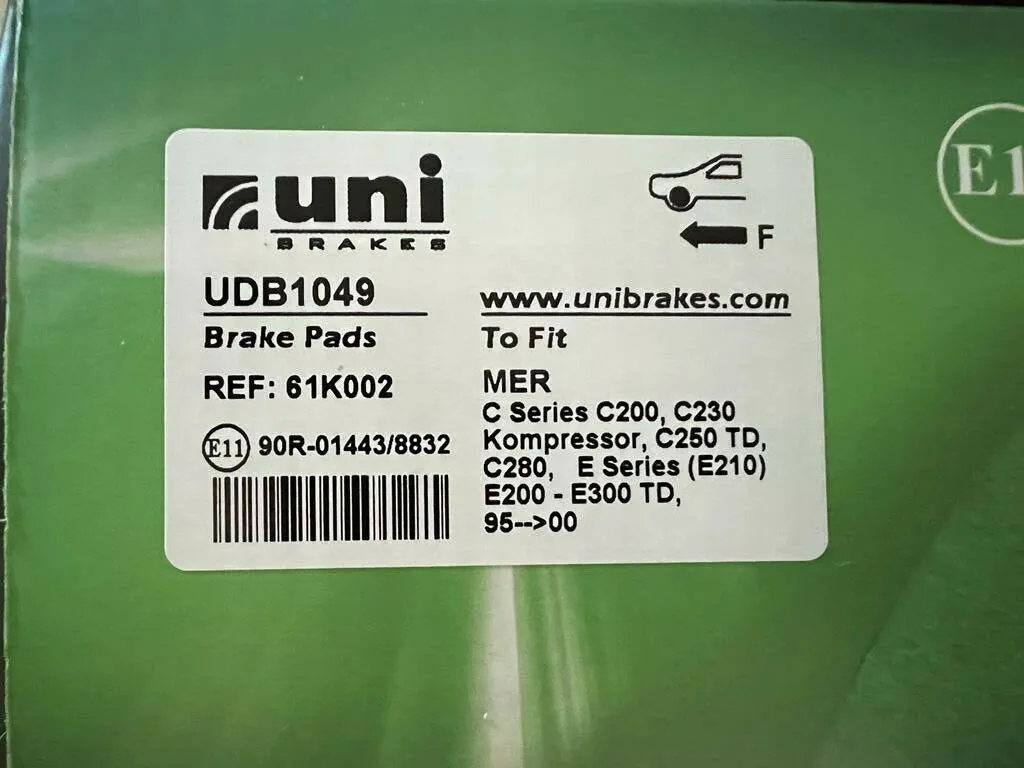 uni
BRAKES
F
UDB1049
Brake Pads
REF: 61K002
E11 90R-01443/8832
www.unibrakes.com
To Fit
MER
C Series C200, C230
Kompressor, C250 TD,
C280, E Series (E210)
E200 - E300 TD,
95-->00
E1